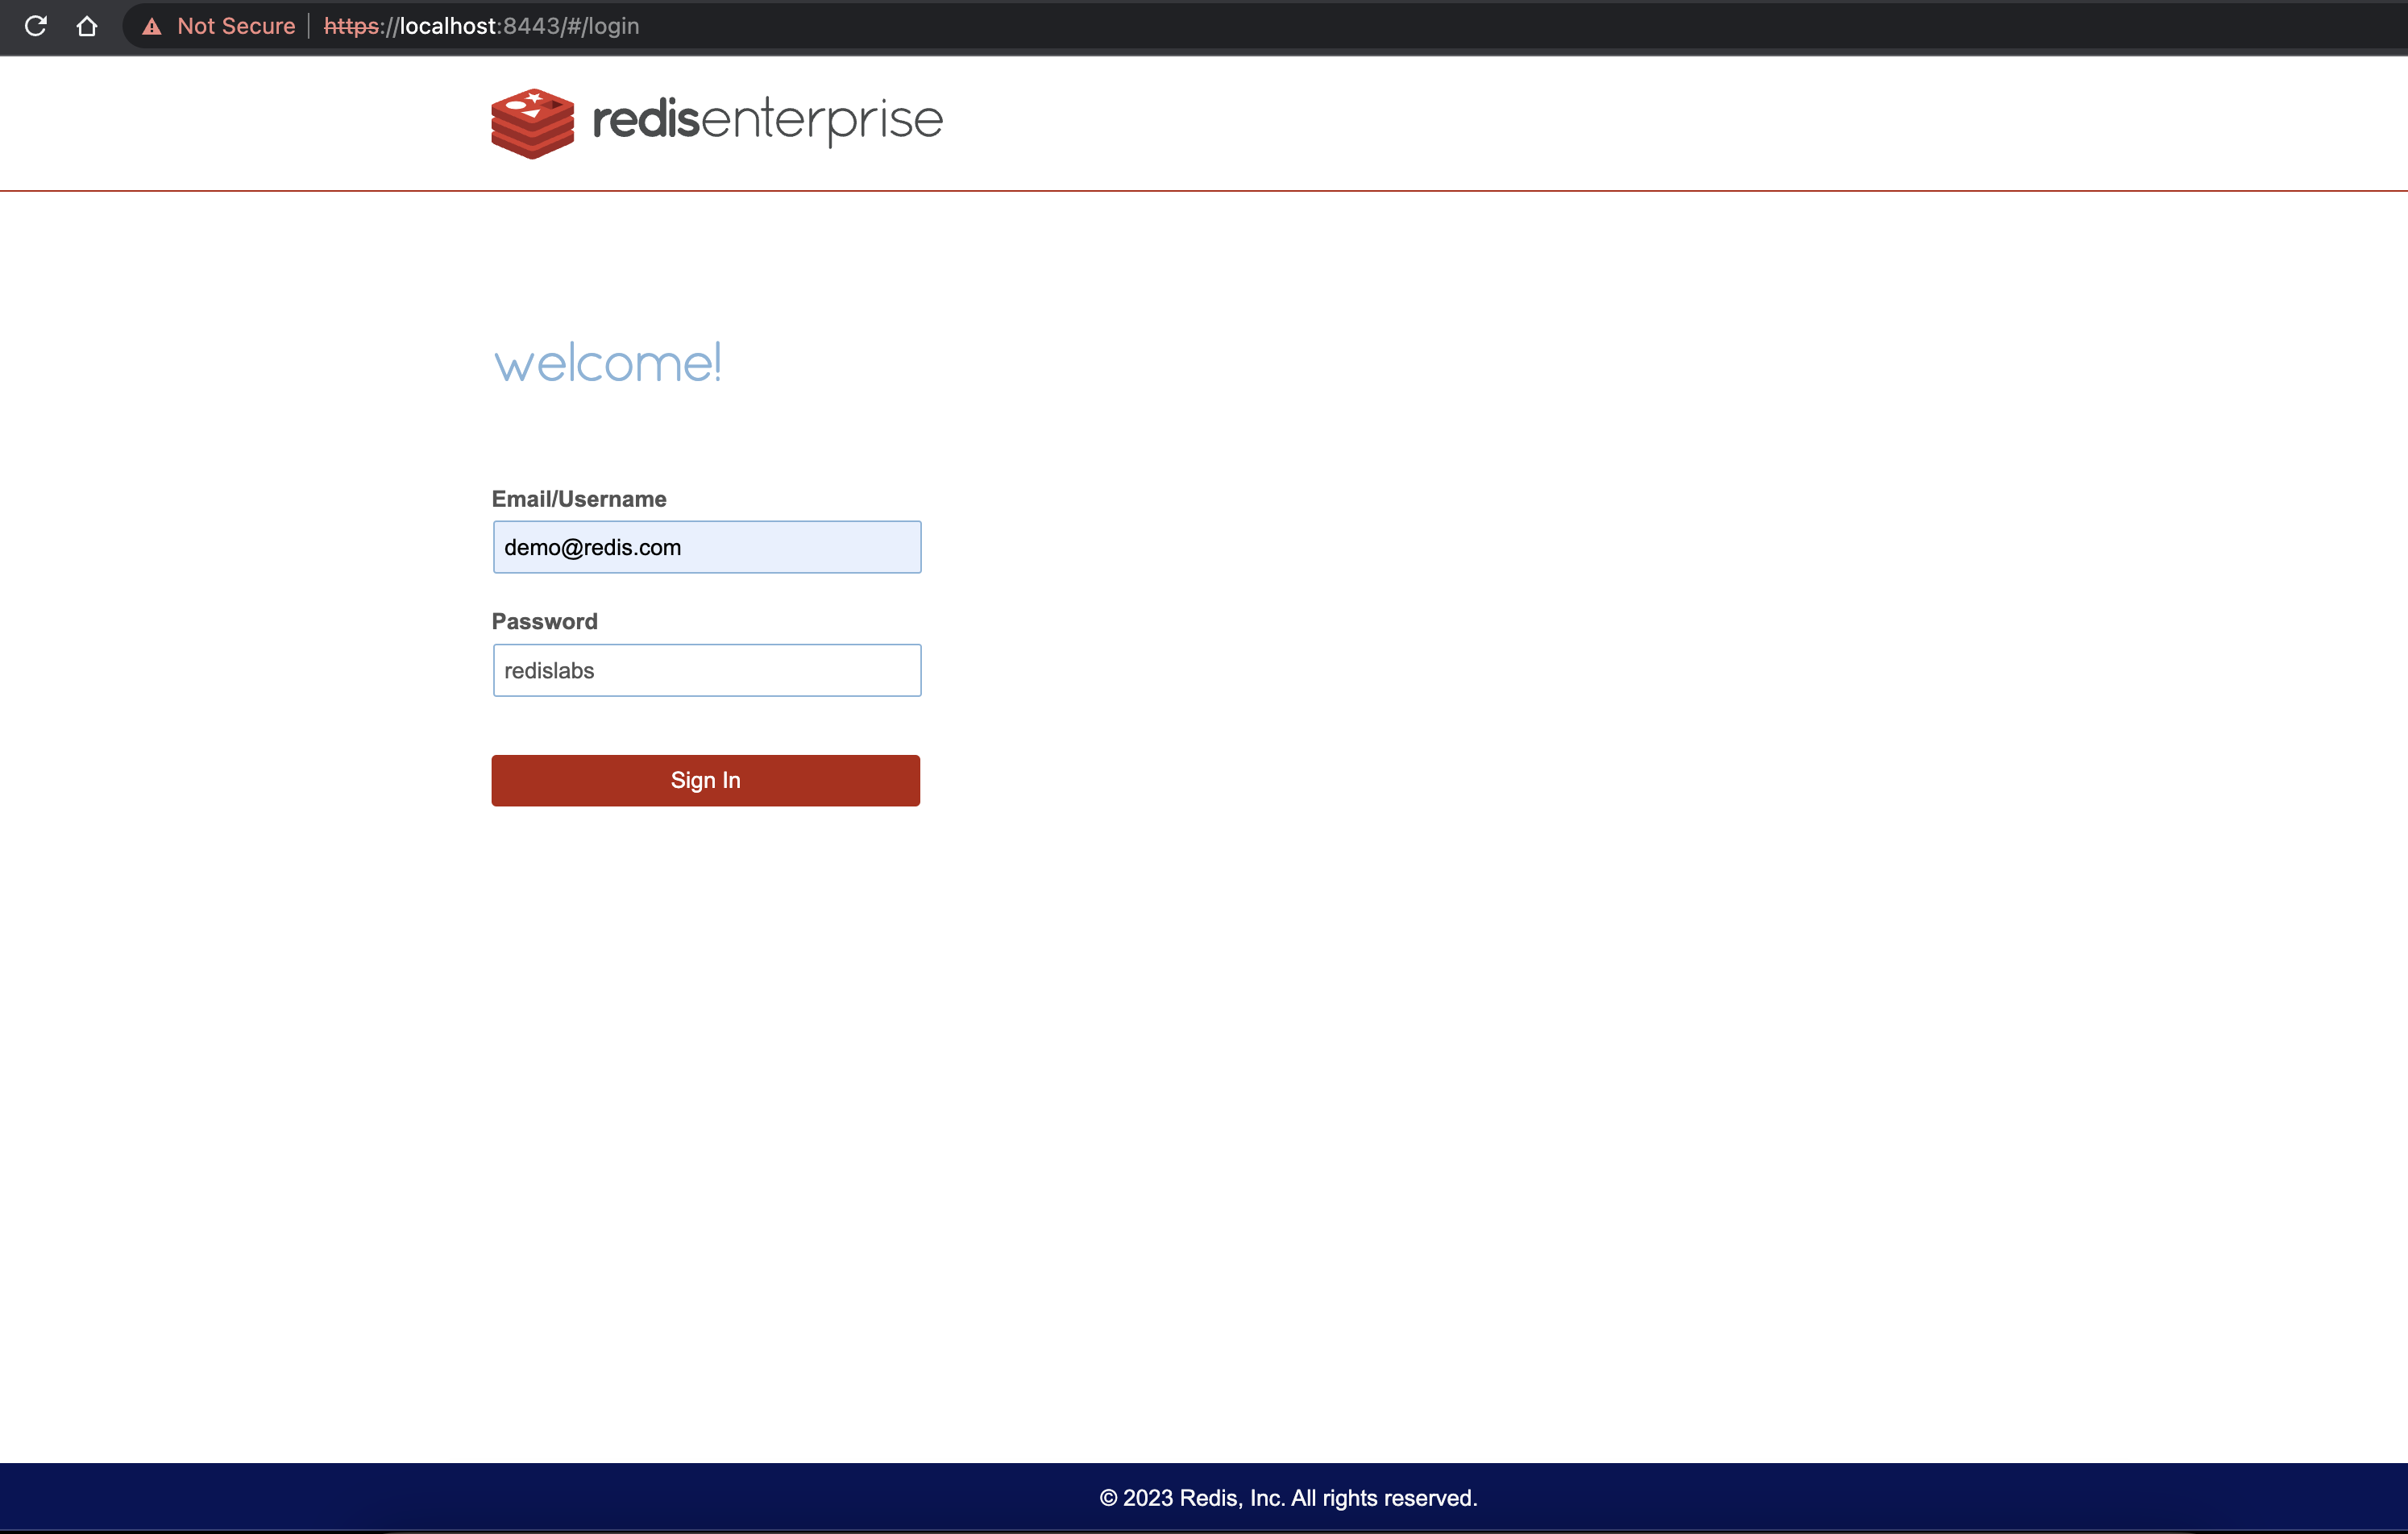 Not Secure https://localhost:8443/#/login
redisenterprise
welcome!
Email/Username
demo@redis.com
Password
redislabs
Sign In
© 2023 Redis, Inc. All rights reserved.